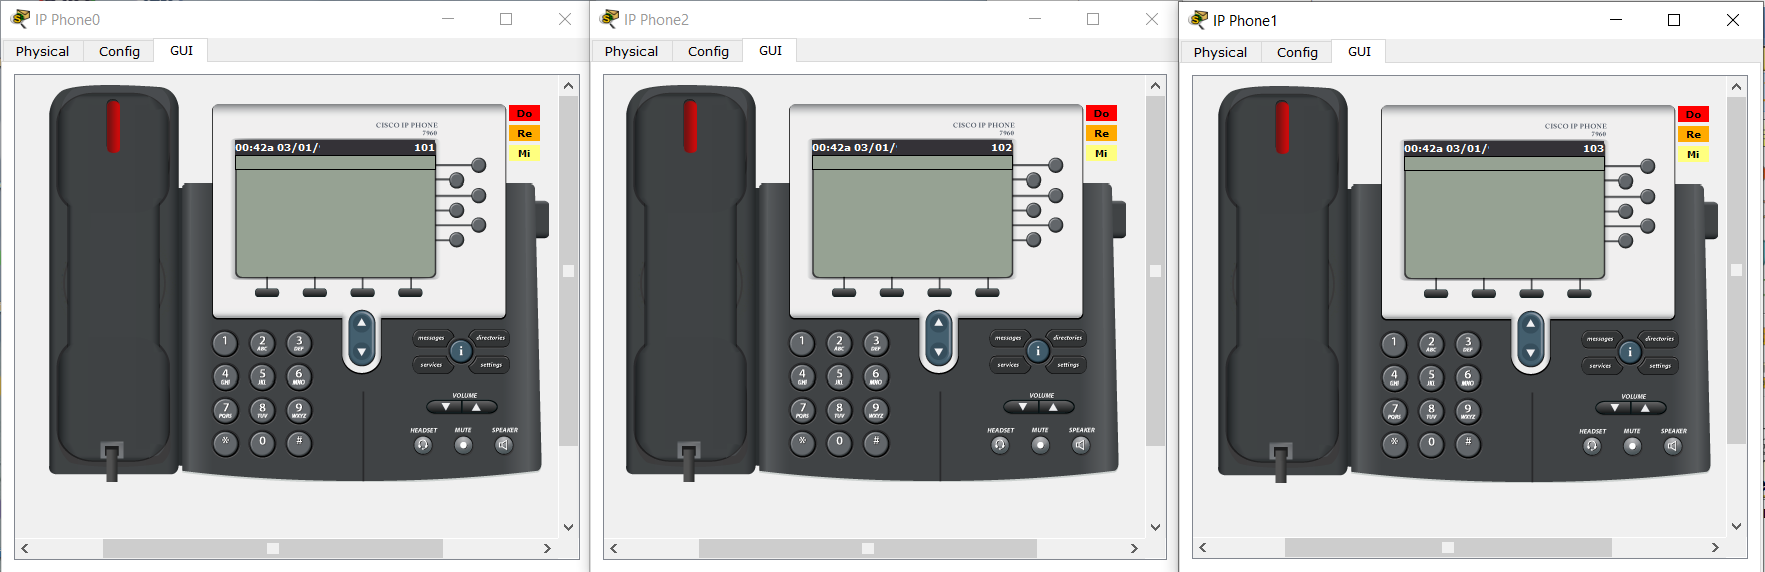 IP Phone0
Physical Config GUI
CISCO IP PHONE
7960
00:42a 03/01/ 101
Do
Re
Mi
1 2 ABC 3 DEF
4 GHI 5 JKL 6 MNO
7 PQRS 8 TUV 9 WXYZ
* 0 #
messages directories
i
services settings
VOLUME
HEADSET MUTE SPEAKER
IP Phone2
Physical Config GUI
CISCO IP PHONE
7960
00:42a 03/01/ 102
Do
Re
Mi
1 2 ABC 3 DEF
4 GHI 5 JKL 6 MNO
7 PQRS 8 TUV 9 WXYZ
* 0 #
messages directories
i
services settings
VOLUME
HEADSET MUTE SPEAKER
IP Phone1
Physical Config GUI
CISCO IP PHONE
7960
00:42a 03/01/ 103
Do
Re
Mi
1 2 ABC 3 DEF
4 GHI 5 JKL 6 MNO
7 PQRS 8 TUV 9 WXYZ
* 0 #
messages directories
i
services settings
VOLUME
HEADSET MUTE SPEAKER